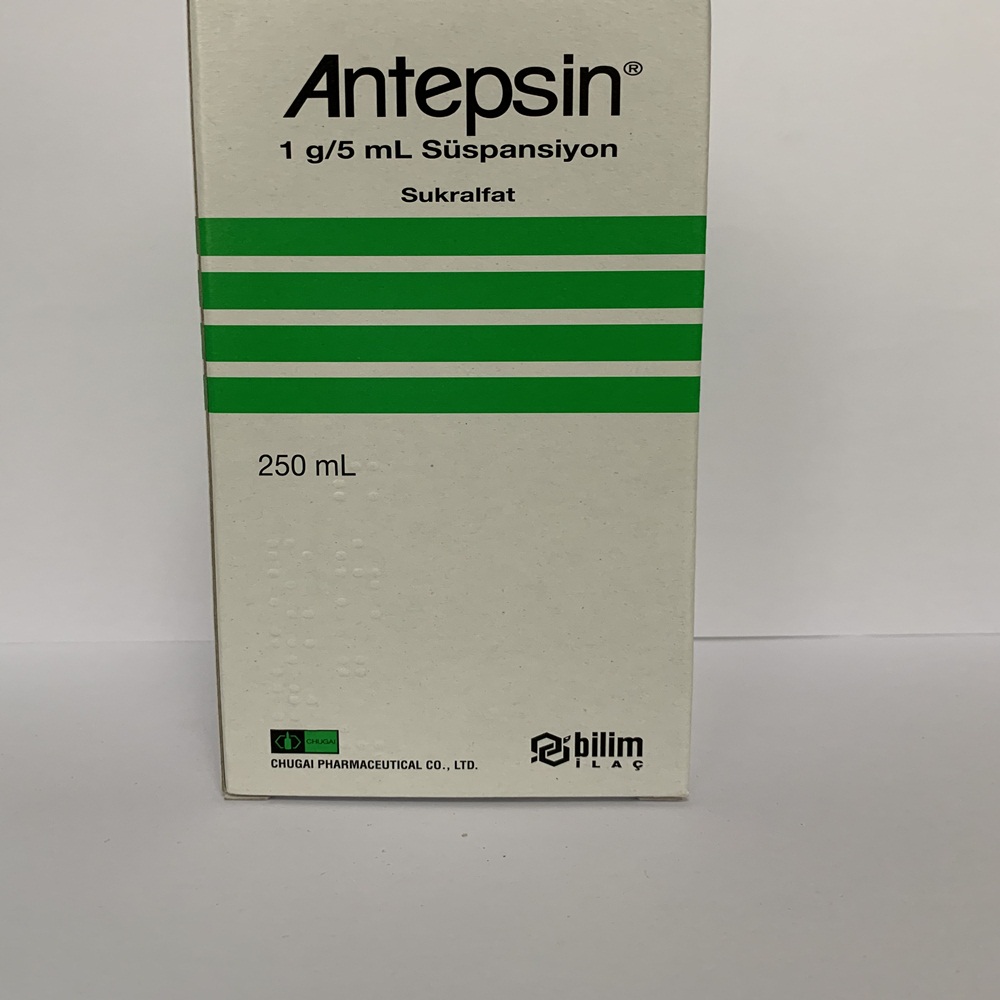 Antepsin®
1 g/5 mL Süspansiyon
Sukralfat
250 mL
CHUGAI
CHUGAI PHARMACEUTICAL CO., LTD.
bilim
İLAÇ